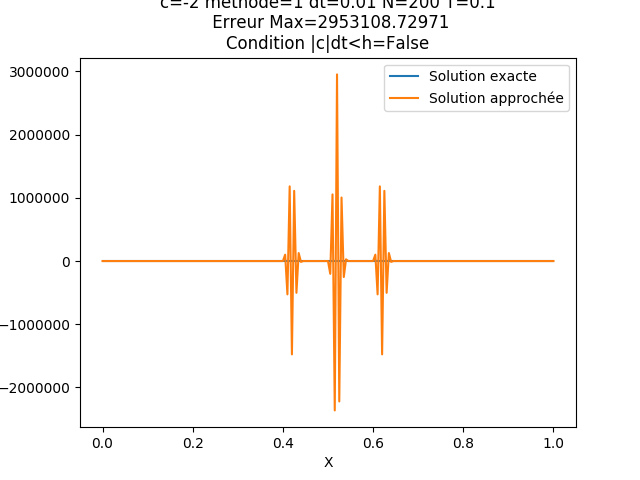 c=-2 methode=1 dt=0.01 N=200 T=0.1
Erreur Max=2953108.72971
Condition |c|dt<h=False
3000000
2000000
1000000
0
−1000000
−2000000
Solution exacte
Solution approchée
0.0 0.2 0.4 0.6 0.8 1.0
X